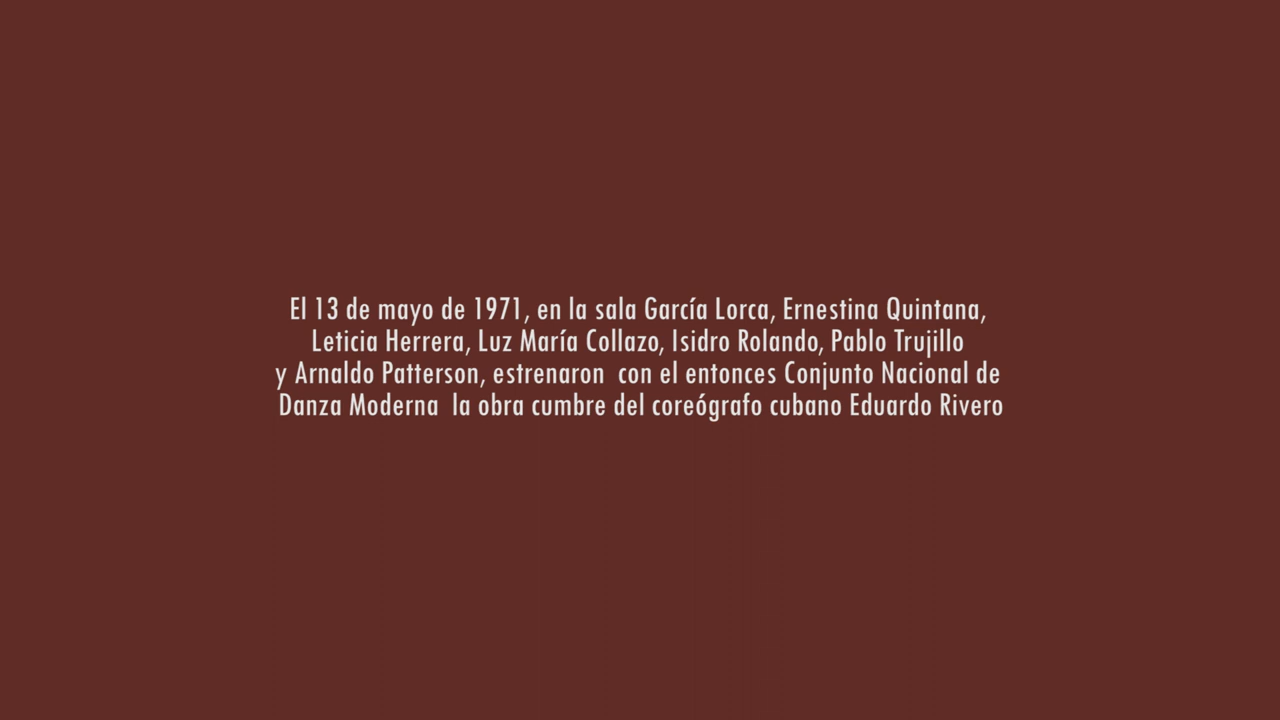 El 13 de mayo de 1971, en la sala García Lorca, Ernestina Quintana,
Leticia Herrera, Luz María Collazo, Isidro Rolando, Pablo Trujillo
y Arnaldo Patterson, estrenaron  con el entonces Conjunto Nacional de
Danza Moderna  la obra cumbre del coreógrafo cubano Eduardo Rivero